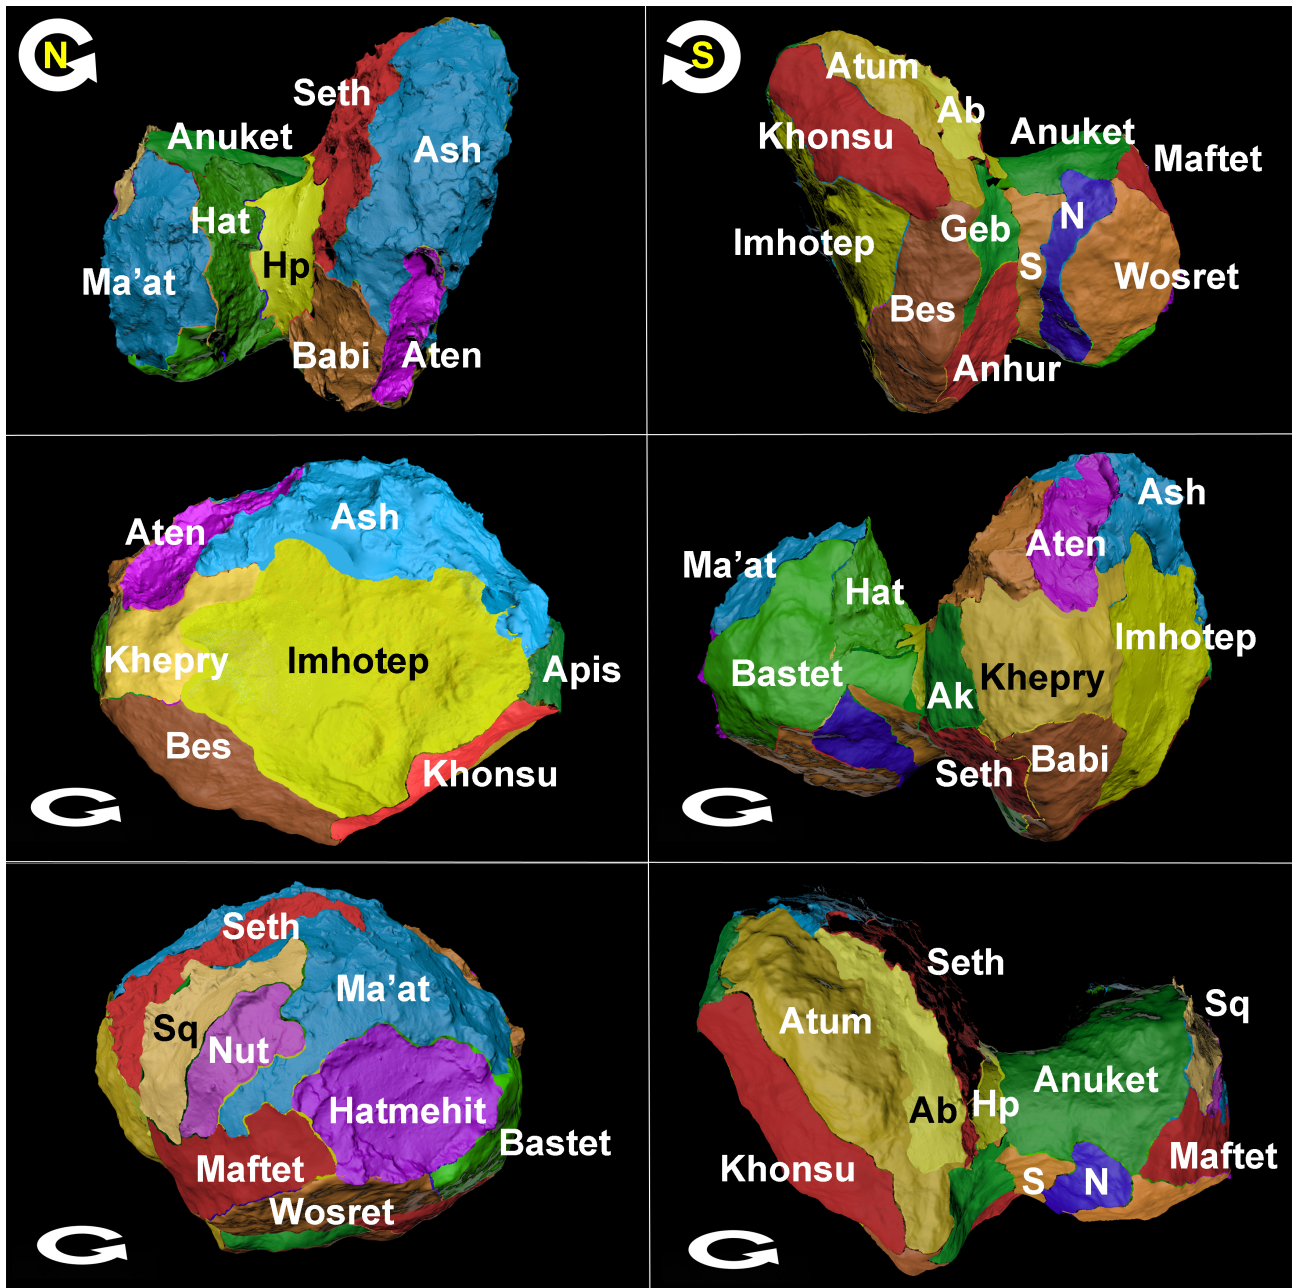 N
Seth
Anuket
Ash
Hat
Hp
Ma’at
Babi
Aten
S
Atum
Ab
Khonsu
Anuket
Maftet
N
Geb
Imhotep
S
Wosret
Bes
Anhur
Ash
Aten
Khepry
Imhotep
Apis
Bes
Khonsu
Ash
Aten
Ma’at
Hat
Imhotep
Bastet
Khepry
Ak
Babi
Seth
Seth
Ma’at
Sq
Nut
Hatmehit
Bastet
Maftet
Wosret
Seth
Sq
Atum
Anuket
Ab
Hp
Khonsu
Maftet
S
N